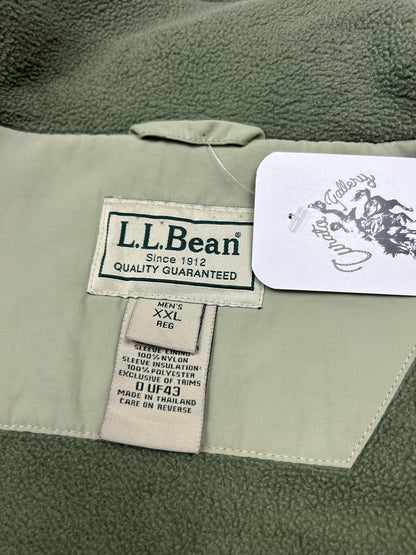 L.L.Bean®
Since 1912
QUALITY GUARANTEED
MEN'S
XXL
REG
SLEEVE LINING:
100% NYLON
SLEEVE INSULATION:
100% POLYESTER
EXCLUSIVE OF TRIMS
0 UF43
MADE IN THAILAND
CARE ON REVERSE
Gallery